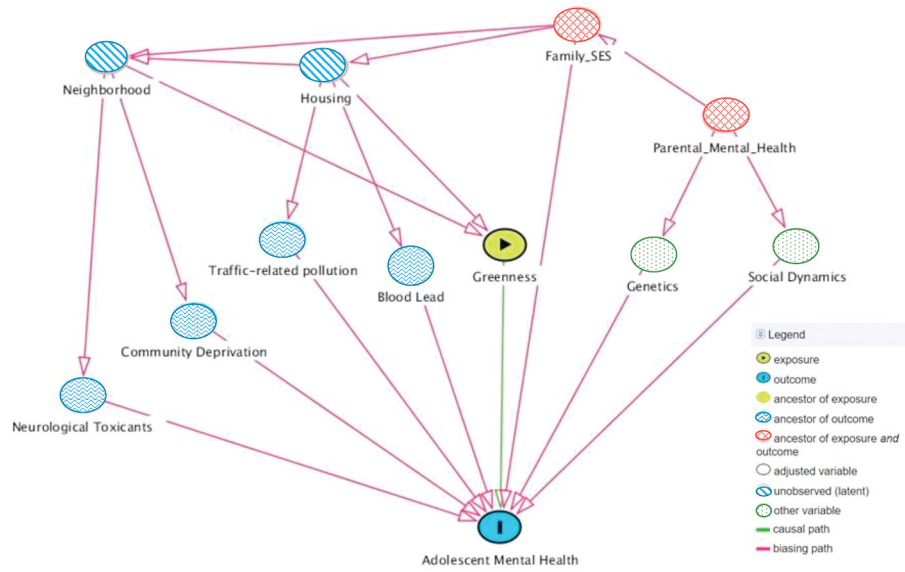 Family_SES
Neighborhood
Housing
Parental_Mental_Health
Traffic-related pollution
Blood Lead
Greenness
Genetics
Social Dynamics
Community Deprivation
Neurological Toxicants
Adolescent Mental Health
Legend
exposure
outcome
ancestor of exposure
ancestor of outcome
ancestor of exposure and
outcome
adjusted variable
unobserved (latent)
other variable
causal path
biasing path